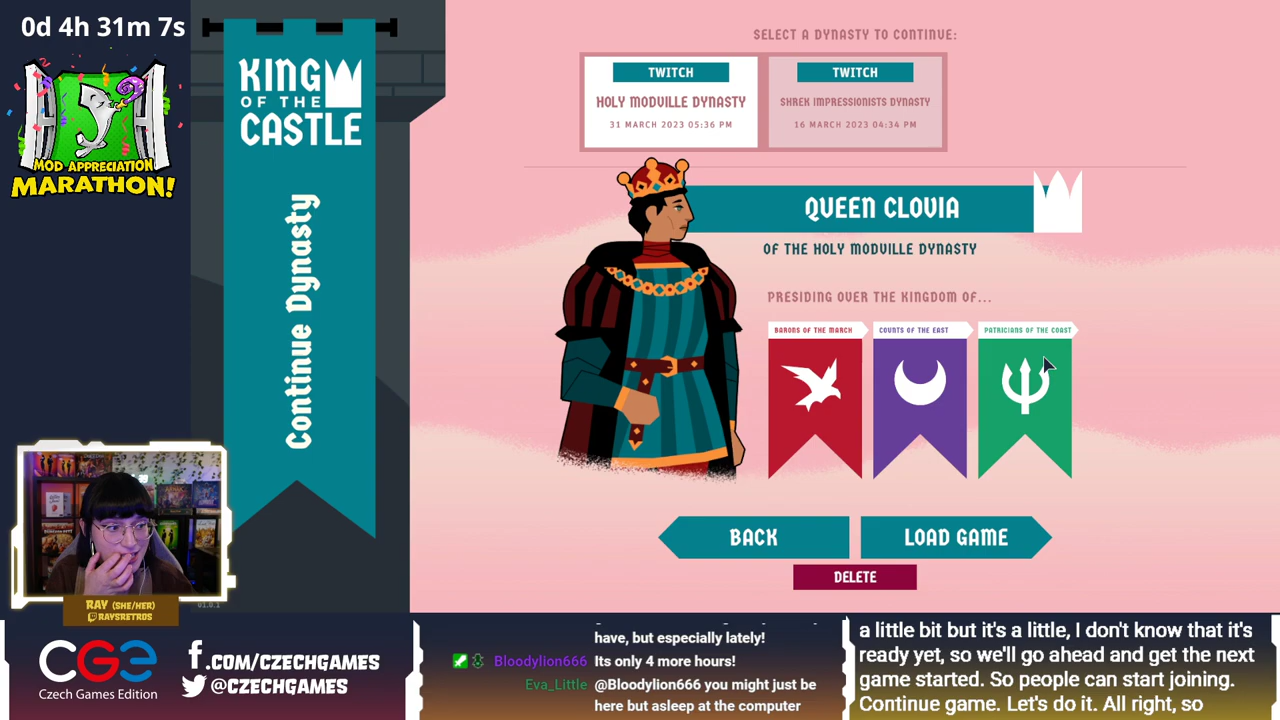 0d 4h 31m 7s
MOD APPRECIATION
MARATHON!
KING
OF THE
CASTLE
Continue Dynasty
SELECT A DYNASTY TO CONTINUE:
TWITCH
HOLY MODVILLE DYNASTY
31 MARCH 2023 05:36 PM
TWITCH
SHREK IMPRESSIONISTS DYNASTY
16 MARCH 2023 04:34 PM
QUEEN CLOVIA
OF THE HOLY MODVILLE DYNASTY
PRESIDING OVER THE KINGDOM OF...
BARONS OF THE MARCH
COUNTS OF THE EAST
PATRICIANS OF THE COAST
BACK
LOAD GAME
DELETE
RAY (SHE/HER)
RAYSRETROS
V1.0.1
CGE
Czech Games Edition
f.COM/CZECHGAMES
@CZECHGAMES
have, but especially lately!
Bloodylion666 Its only 4 more hours!
Eva_Little @Bloodylion666 you might just be
here but asleep at the computer
a little bit but it's a little, I don't know that it's
ready yet, so we'll go ahead and get the next
game started. So people can start joining.
Continue game. Let's do it. All right, so